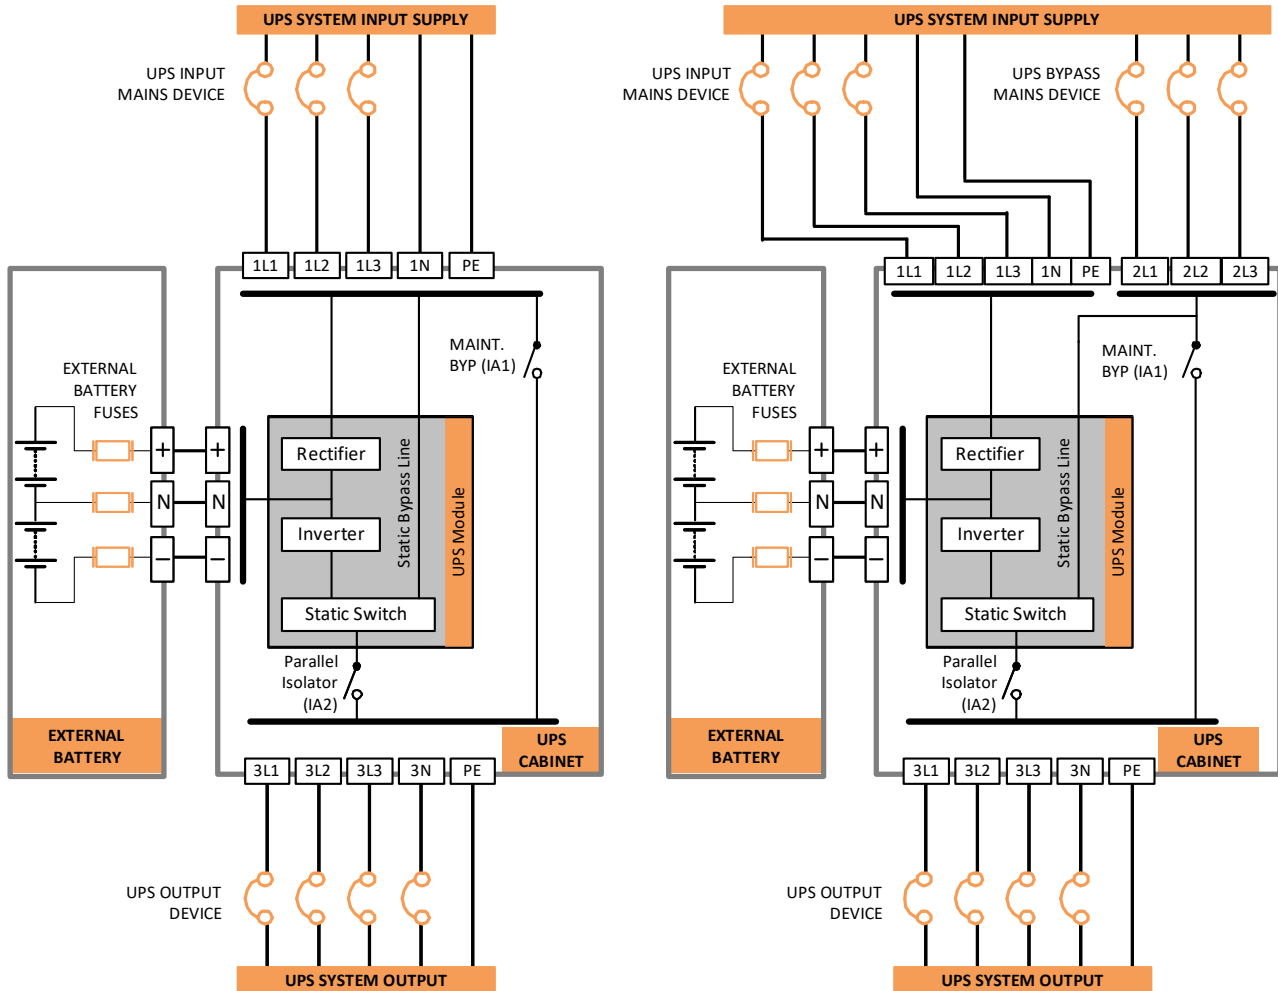 UPS SYSTEM INPUT SUPPLY
UPS INPUT
MAINS DEVICE
1L1 1L2 1L3 1N PE
MAINT.
BYP (IA1)
EXTERNAL
BATTERY
FUSES
+ +
N N
− −
Rectifier
Inverter
Static Switch
Static Bypass Line
UPS Module
Parallel
Isolator
(IA2)
EXTERNAL
BATTERY
UPS
CABINET
3L1 3L2 3L3 3N PE
UPS OUTPUT
DEVICE
UPS SYSTEM OUTPUT
UPS SYSTEM INPUT SUPPLY
UPS INPUT
MAINS DEVICE
UPS BYPASS
MAINS DEVICE
1L1 1L2 1L3 1N PE 2L1 2L2 2L3
MAINT.
BYP (IA1)
EXTERNAL
BATTERY
FUSES
+ +
N N
− −
Rectifier
Inverter
Static Switch
Static Bypass Line
UPS Module
Parallel
Isolator
(IA2)
EXTERNAL
BATTERY
UPS
CABINET
3L1 3L2 3L3 3N PE
UPS OUTPUT
DEVICE
UPS SYSTEM OUTPUT